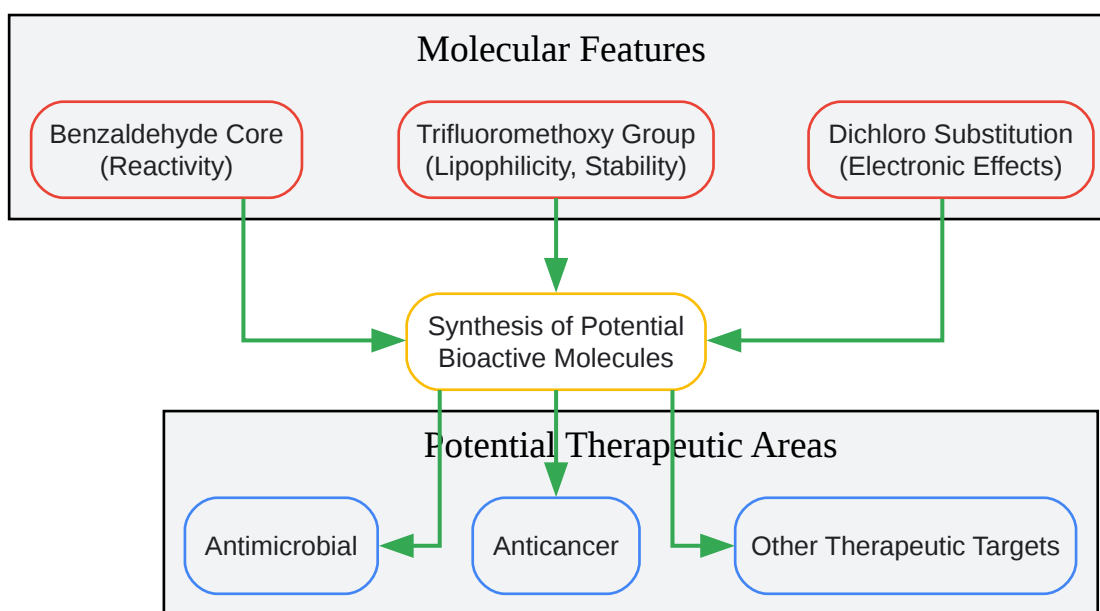 Molecular Features
Benzaldehyde Core
(Reactivity)
Trifluoromethoxy Group
(Lipophilicity, Stability)
Dichloro Substitution
(Electronic Effects)
Synthesis of Potential
Bioactive Molecules
Potential Therapeutic Areas
Antimicrobial
Anticancer
Other Therapeutic Targets